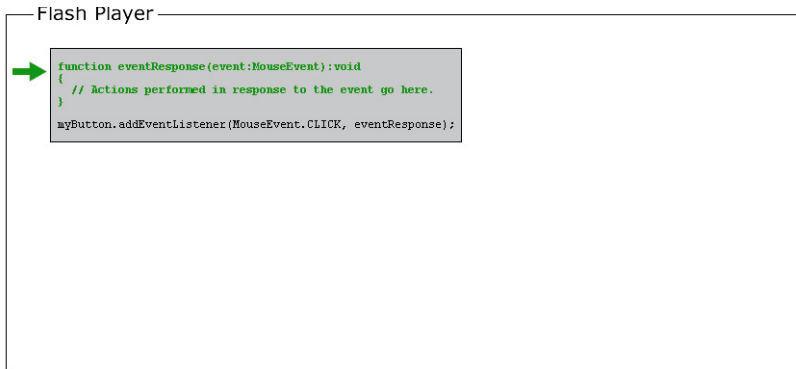 Flash Player
function eventResponse(event:MouseEvent):void
{
  // Actions performed in response to the event go here.
}
myButton.addEventListener(MouseEvent.CLICK, eventResponse);